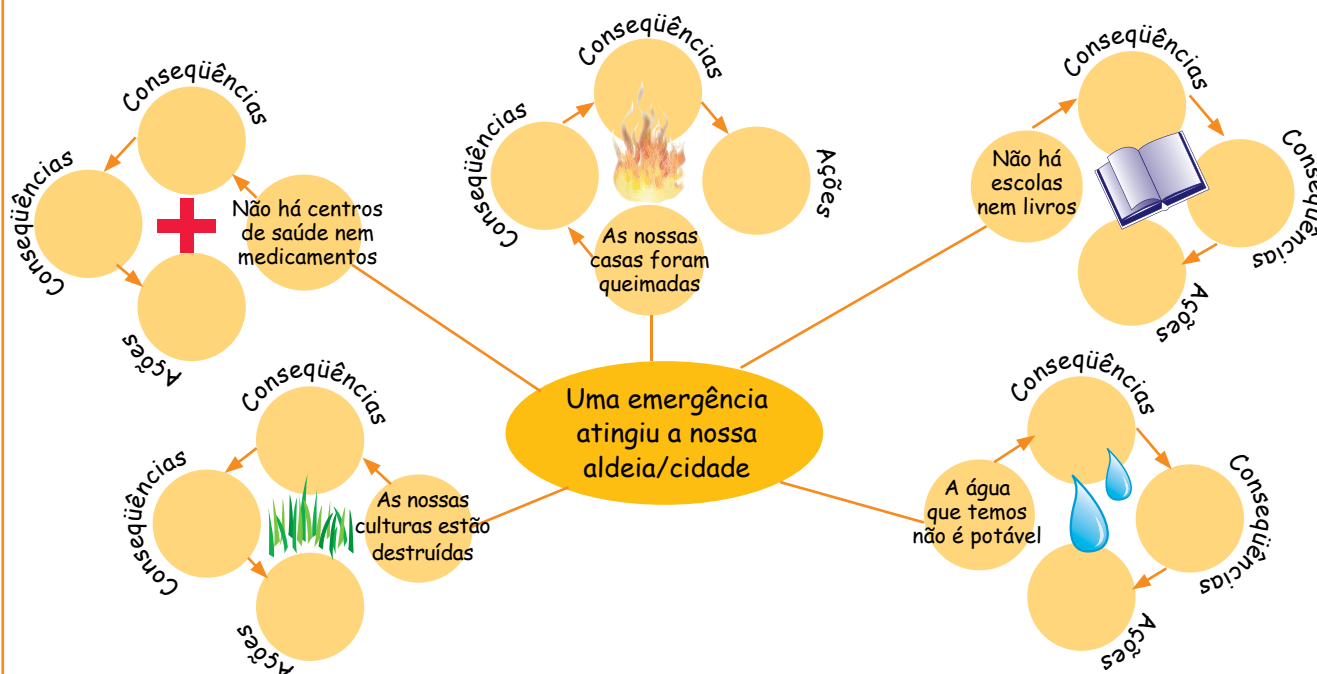 Conseqüências
Conseqüências
Não há centros
de saúde nem
medicamentos
Ações
Conseqüências
Conseqüências
As nossas
casas foram
queimadas
Ações
Conseqüências
Não há
escolas
nem livros
Conseqüências
Ações
Uma emergência
atingiu a nossa
aldeia/cidade
Conseqüências
Conseqüências
As nossas
culturas estão
destruídas
Ações
Conseqüências
A água
que temos
não é potável
Conseqüências
Ações